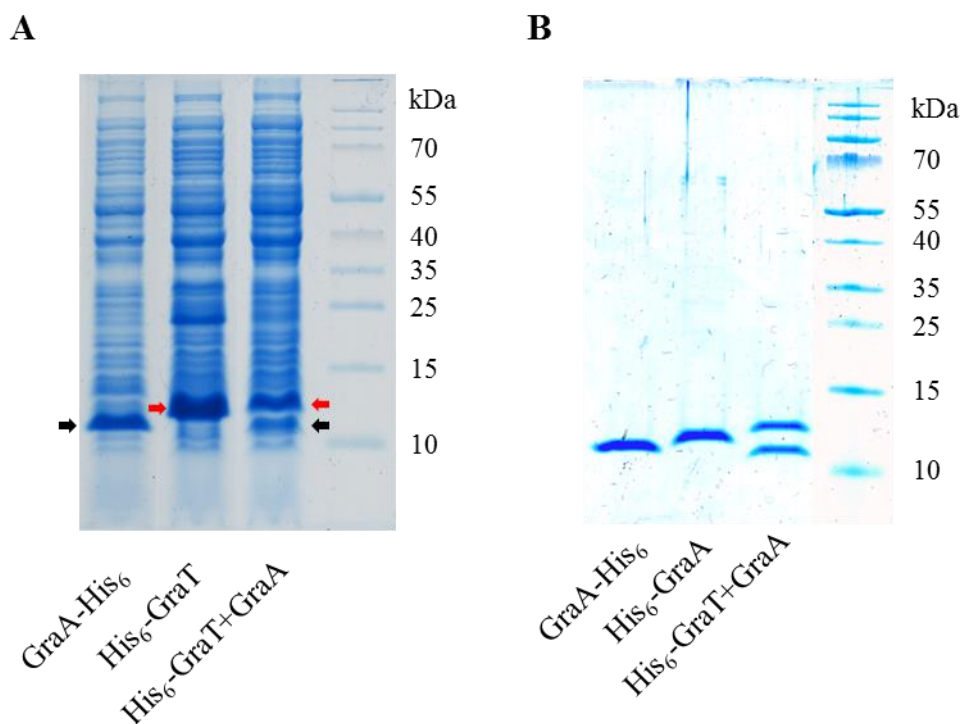 A
B
kDa
70
55
40
35
25
15
10
GraA-His₆
His₆-GraT
His₆-GraT+GraA
kDa
70
55
40
35
25
15
10
GraA-His₆
His₆-GraA
His₆-GraT+GraA